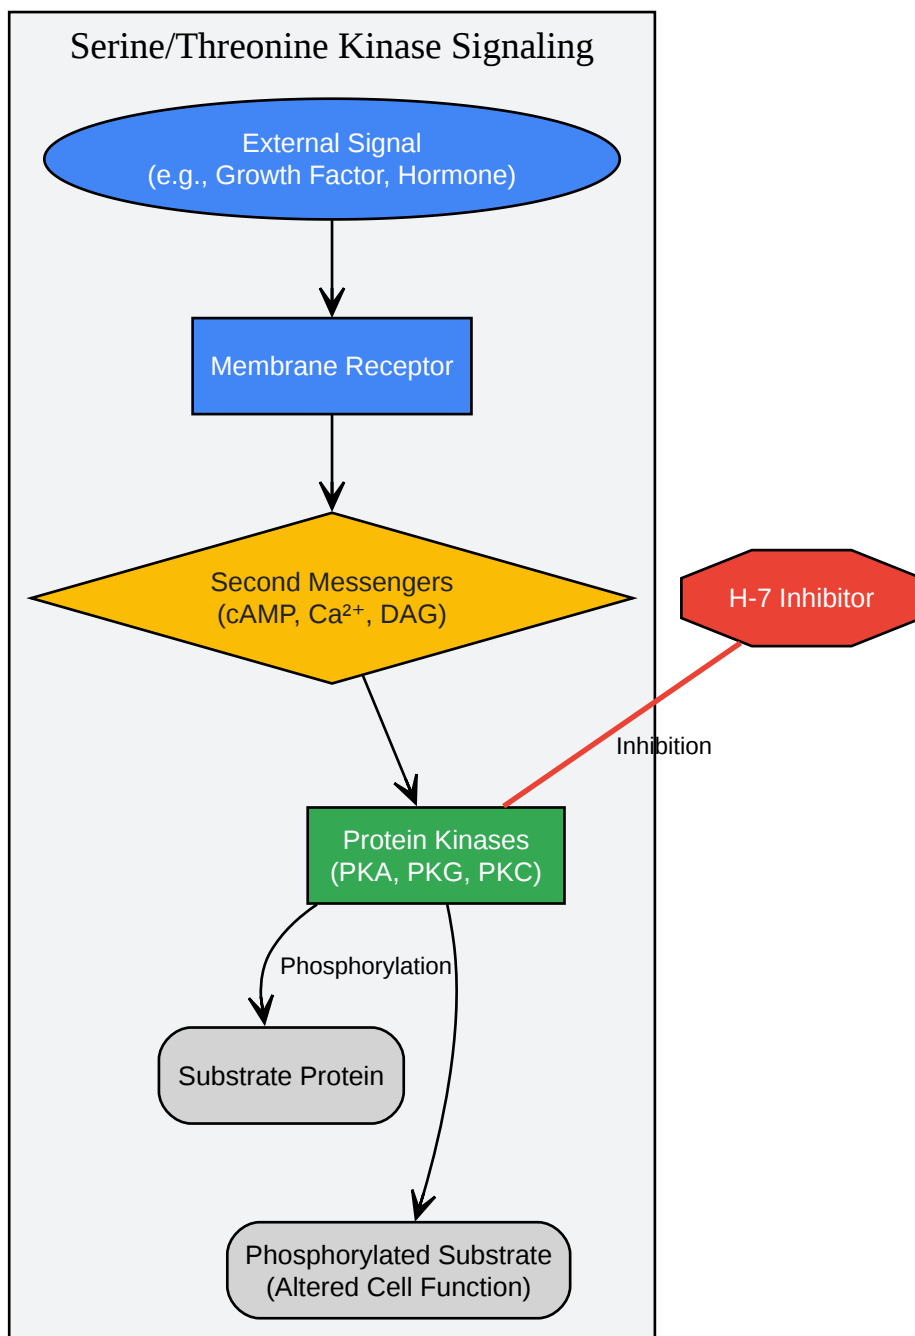 Serine/Threonine Kinase Signaling
External Signal
(e.g., Growth Factor, Hormone)
Membrane Receptor
Second Messengers
(cAMP, Ca²⁺, DAG)
H-7 Inhibitor
Inhibition
Protein Kinases
(PKA, PKG, PKC)
Phosphorylation
Substrate Protein
Phosphorylated Substrate
(Altered Cell Function)